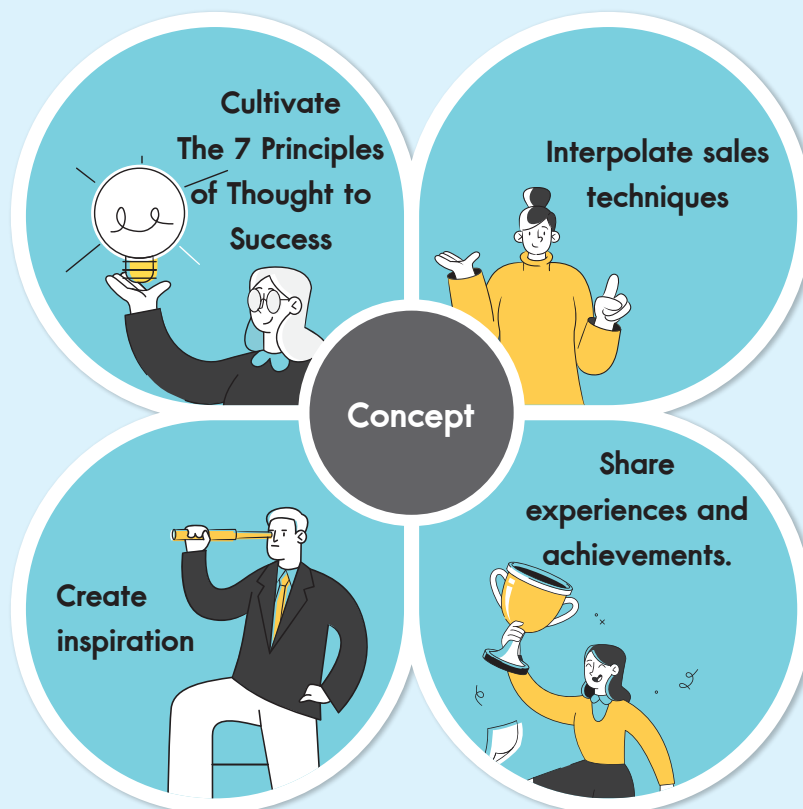 Cultivate
The 7 Principles
of Thought to
Success
Interpolate sales
techniques
Concept
Create
inspiration
Share
experiences and
achievements.